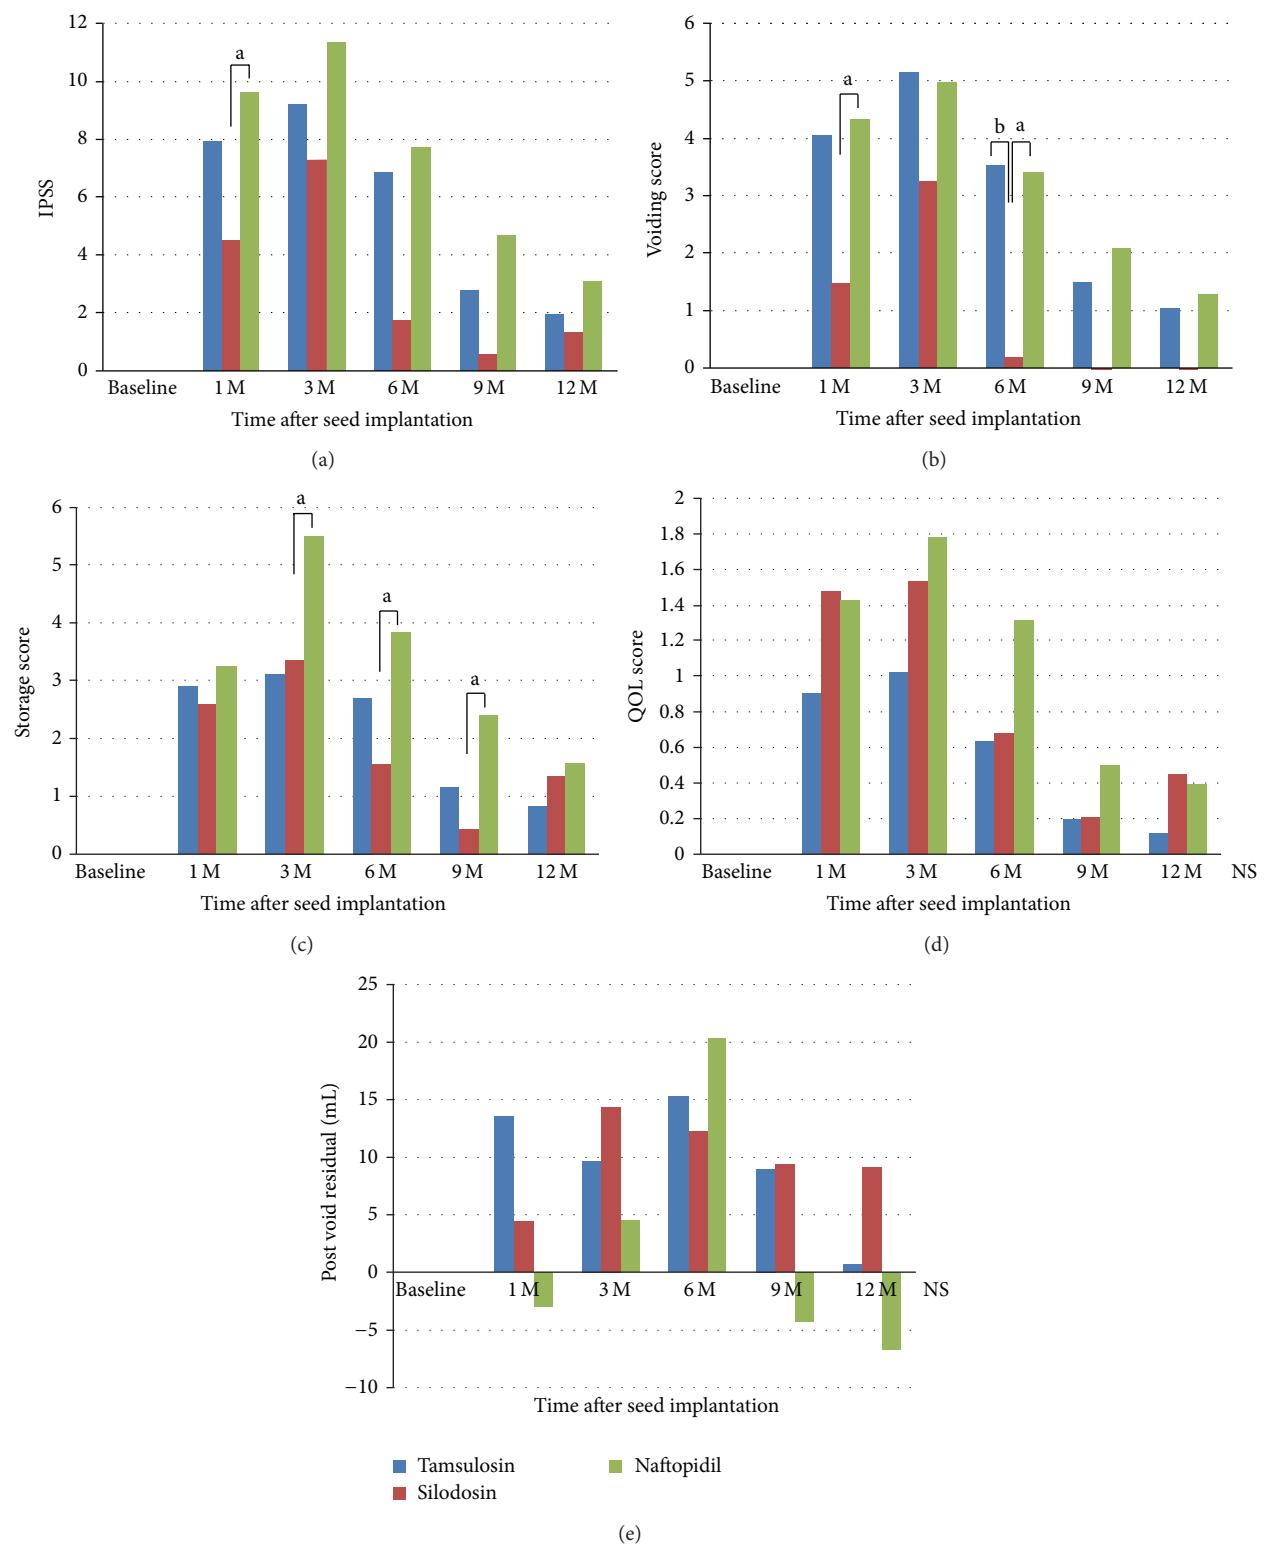 12
10
8
6
4
2
0
IPSS
a
Baseline
1 M
3 M
6 M
9 M
12 M
Time after seed implantation
(a)
6
5
4
3
2
1
0
Voiding score
a
b
a
Baseline
1 M
3 M
6 M
9 M
12 M
Time after seed implantation
(b)
6
5
4
3
2
1
0
Storage score
a
a
a
Baseline
1 M
3 M
6 M
9 M
12 M
Time after seed implantation
(c)
2
1.8
1.6
1.4
1.2
1
0.8
0.6
0.4
0.2
0
QOL score
Baseline
1 M
3 M
6 M
9 M
12 M
NS
Time after seed implantation
(d)
25
20
15
10
5
0
−5
−10
Post void residual (mL)
Baseline
1 M
3 M
6 M
9 M
12 M
NS
Time after seed implantation
Tamsulosin
Silodosin
Naftopidil
(e)